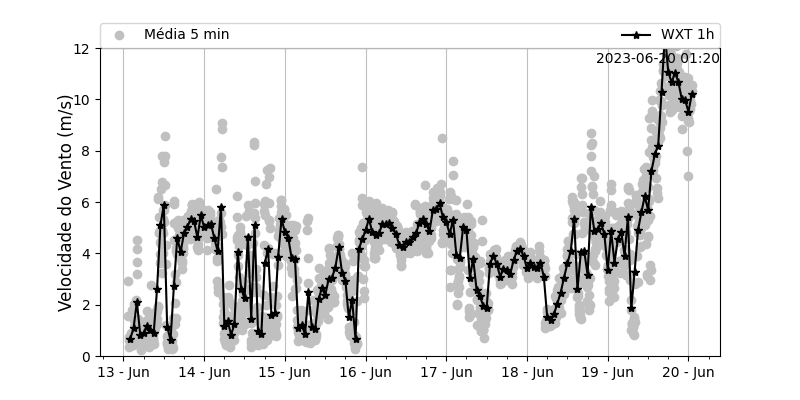 Média 5 min
WXT 1h
2023-06-20 01:20
Velocidade do Vento (m/s)
12
10
8
6
4
2
0
13 - Jun
14 - Jun
15 - Jun
16 - Jun
17 - Jun
18 - Jun
19 - Jun
20 - Jun